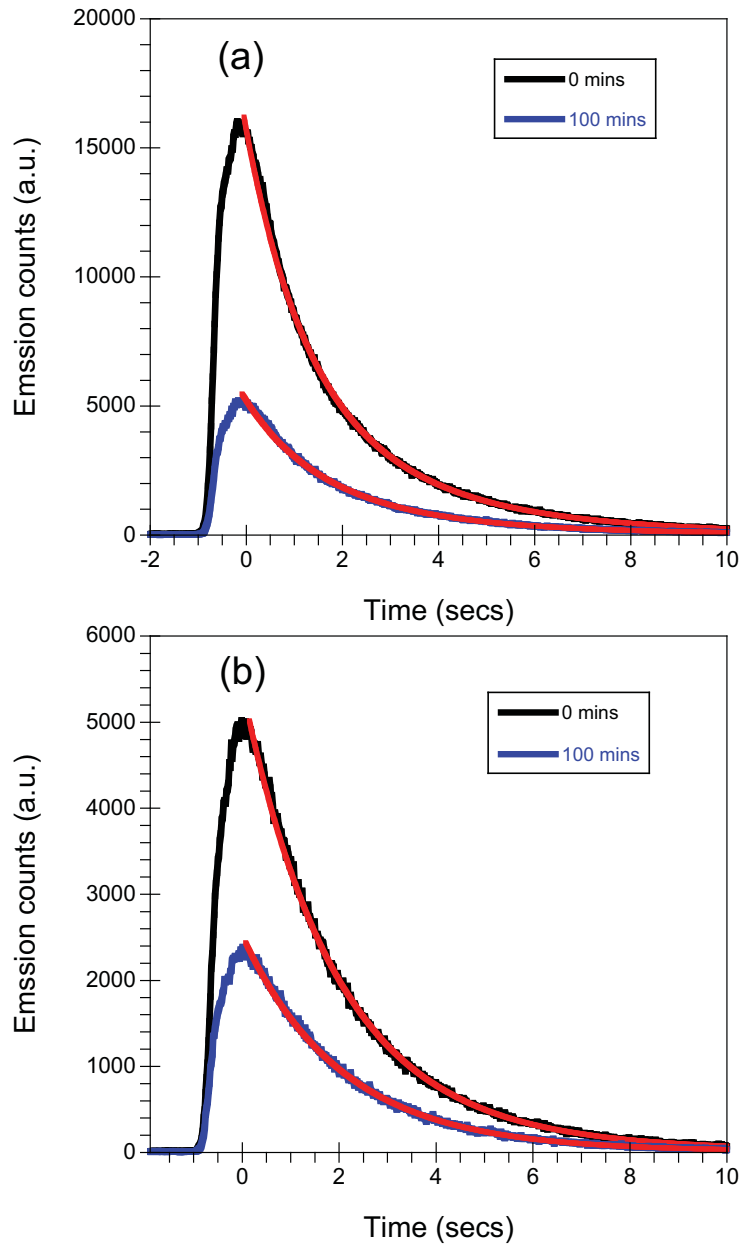 20000
(a)
0 mins
100 mins
15000
10000
5000
0
Emssion counts (a.u.)
-2 0 2 4 6 8 10
Time (secs)
6000
(b)
0 mins
100 mins
5000
4000
3000
2000
1000
0
Emssion counts (a.u.)
0 2 4 6 8 10
Time (secs)